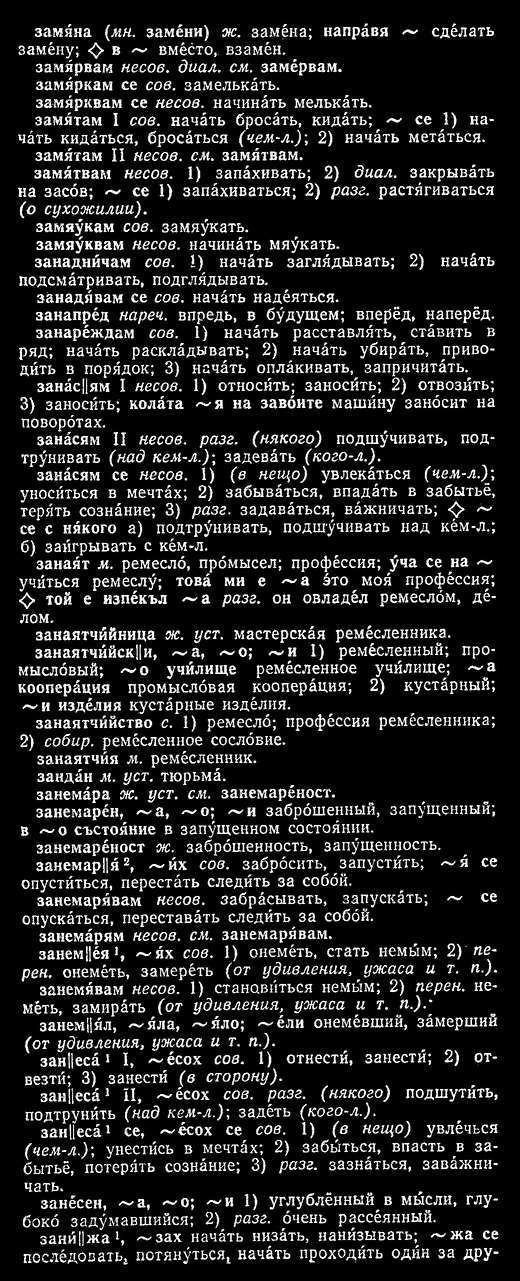 замя́на (мн. заме́ни) ж. заме́на; напра́вя ~ сде́лать
заме́ну; ◇ в ~ вме́сто, взаме́н.
замя́рвам несов. диал. см. заме́рвам.
замя́ркам се сов. замелька́ть.
замя́рквам се несов. начина́ть мелька́ть.
замя́там I сов. нача́ть броса́ть, кида́ть; ~ се 1) на-
ча́ть кида́ться, броса́ться (чем-л.); 2) нача́ть мета́ться.
замя́там II несов. см. замя́твам.
замя́твам несов. 1) запа́хивать; 2) диал. закрыва́ть
на засо́в; ~ се 1) запа́хиваться; 2) разг. растя́гиваться
(о сухожилии).
замяу́кам сов. замяу́кать.
замяу́квам несов. начина́ть мяу́кать.
занадни́чам сов. 1) нача́ть загля́дывать; 2) нача́ть
подсма́тривать, подгля́дывать.
занадя́вам се сов. нача́ть наде́яться.
занапре́д нареч. впредь, в бу́дущем; вперёд, наперёд.
занаре́ждам сов. 1) нача́ть расставля́ть, ста́вить в
ряд; нача́ть раскла́дывать; 2) нача́ть убира́ть, приво-
ди́ть в поря́док; 3) нача́ть опла́кивать, запричита́ть.
зана́с||ям I несов. 1) относи́ть; заноси́ть; 2) отвози́ть;
3) заноси́ть; кола́та ~я на заво́ите маши́ну зано́сит на
поворо́тах.
зана́сям II несов. разг. (някого) подшу́чивать, под-
тру́нивать (над кем-л.); задева́ть (кого-л.).
зана́сям се несов. 1) (в нещо) увлека́ться (чем-л.);
уноси́ться в мечта́х; 2) забыва́ться, впада́ть в забытьё,
теря́ть созна́ние; 3) разг. задава́ться, ва́жничать; ◇ ~
се с ня́кого а) подтру́нивать, подшу́чивать над ке́м-л.;
б) заи́грывать с ке́м-л.
заная́т м. ремесло́, про́мысел; профе́ссия; у́ча се на ~
учи́ться ремеслу́; това́ ми е ~а э́то моя́ профе́ссия;
◇ той е изпе́къл ~а разг. он овладе́л ремесло́м, де́-
лом.
занаятчи́йница ж. уст. мастерска́я реме́сленника.
занаятчи́йск||и, ~а, ~о; ~и 1) реме́сленный; про-
мысло́вый; ~о учи́лище реме́сленное учи́лище; ~а
коопера́ция промысло́вая коопера́ция; 2) куста́рный;
~и изде́лия куста́рные изде́лия.
занаятчи́йство с. 1) ремесло́; профе́ссия реме́сленника;
2) собир. реме́сленное сосло́вие.
занаятчи́я м. реме́сленник.
занда́н м. уст. тюрьма́.
занема́ра ж. уст. см. занемаре́ност.
занемаре́н, ~а, ~о; ~и забро́шенный, запу́щенный;
в ~о състоя́ние в запу́щенном состоя́нии.
занемаре́ност ж. забро́шенность, запу́щенность.
занемар||я́ ², ~и́х сов. забро́сить, запусти́ть; ~я́ се
опусти́ться, переста́ть следи́ть за собо́й.
занемаря́вам несов. забра́сывать, запуска́ть; ~ се
опуска́ться, перестава́ть следи́ть за собо́й.
занема́рям несов. см. занемаря́вам.
занем||е́я ¹, ~я́х сов. 1) онеме́ть, стать немы́м; 2) пе-
рен. онеме́ть, замере́ть (от удивления, ужаса и т. п.).
занемя́вам несов. 1) станови́ться немы́м; 2) перен. не-
ме́ть, замира́ть (от удивления, ужаса и т. п.).
занем||я́л, ~я́ла, ~я́ло; ~е́ли онеме́вший, за́мерший
(от удивления, ужаса и т. п.).
зан||еса́ ¹ I, ~е́сох сов. 1) отнести́, занести́; 2) от-
везти́; 3) занести́ (в сторону).
зан||еса́ ¹ II, ~е́сох сов. разг. (някого) подшути́ть,
подтруни́ть (над кем-л.); заде́ть (кого-л.).
зан||еса́ ¹ се, ~е́сох се сов. 1) (в нещо) увле́чься
(чем-л.); унести́сь в мечта́х; 2) забы́ться, впасть в за-
бытьё, потеря́ть созна́ние; 3) разг. зазна́ться, зава́жни-
чать.
зане́сен, ~а, ~о; ~и 1) углублённый в мы́сли, глу-
боко́ заду́мавшийся; 2) разг. о́чень рассе́янный.
зани́||жа ¹, ~зах нача́ть низа́ть, нани́зывать; ~жа се
после́довать, потяну́ться, нача́ть проходи́ть оди́н за дру-